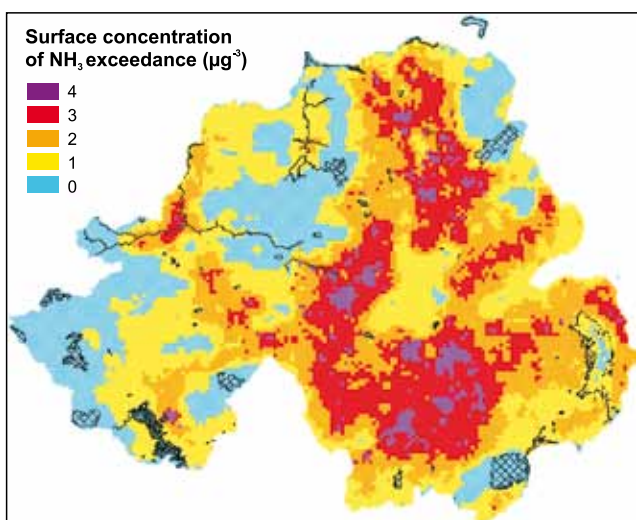 Surface concentration
of NH₃ exceedance (µg⁻³)
4
3
2
1
0